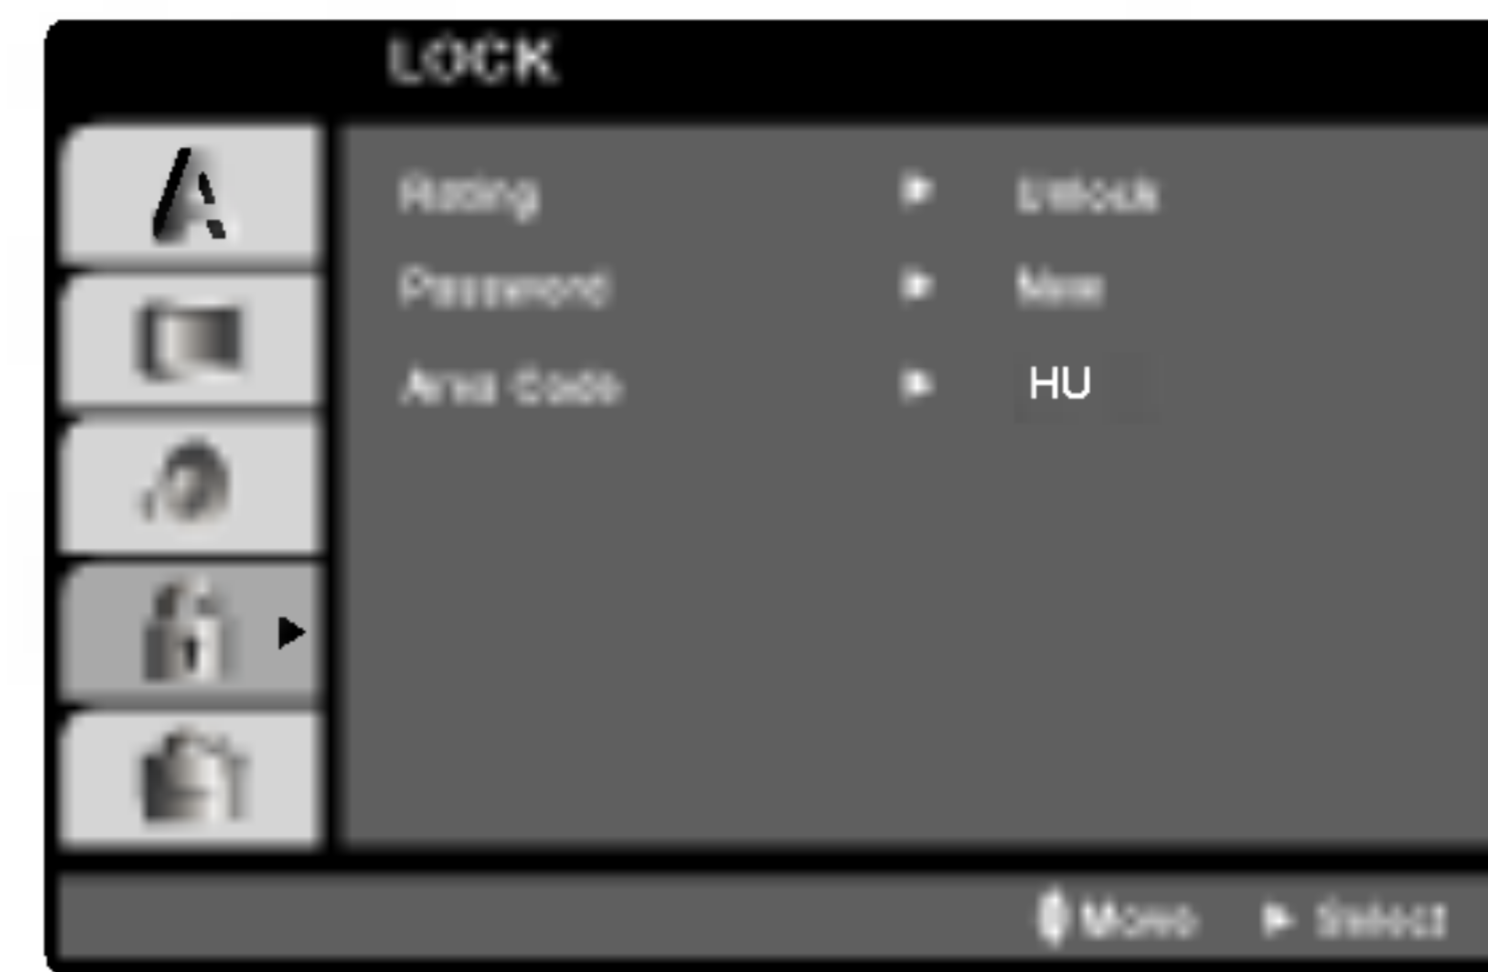 LOCK
Rating Unlock
Password New
Area Code HU
Move Select